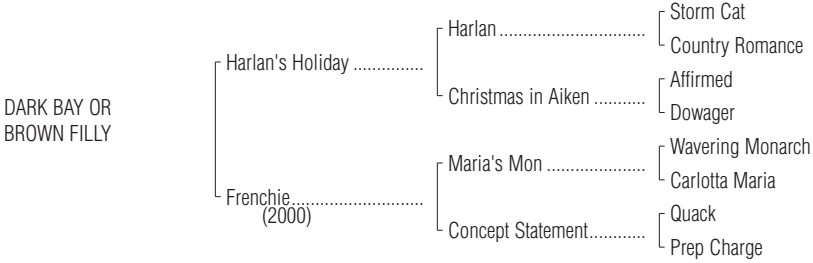 DARK BAY OR
BROWN FILLY
Harlan's Holiday ...............
Frenchie............................
(2000)
Harlan ...............................
Christmas in Aiken ...........
Maria's Mon .....................
Concept Statement............
Storm Cat
Country Romance
Affirmed
Dowager
Wavering Monarch
Carlotta Maria
Quack
Prep Charge